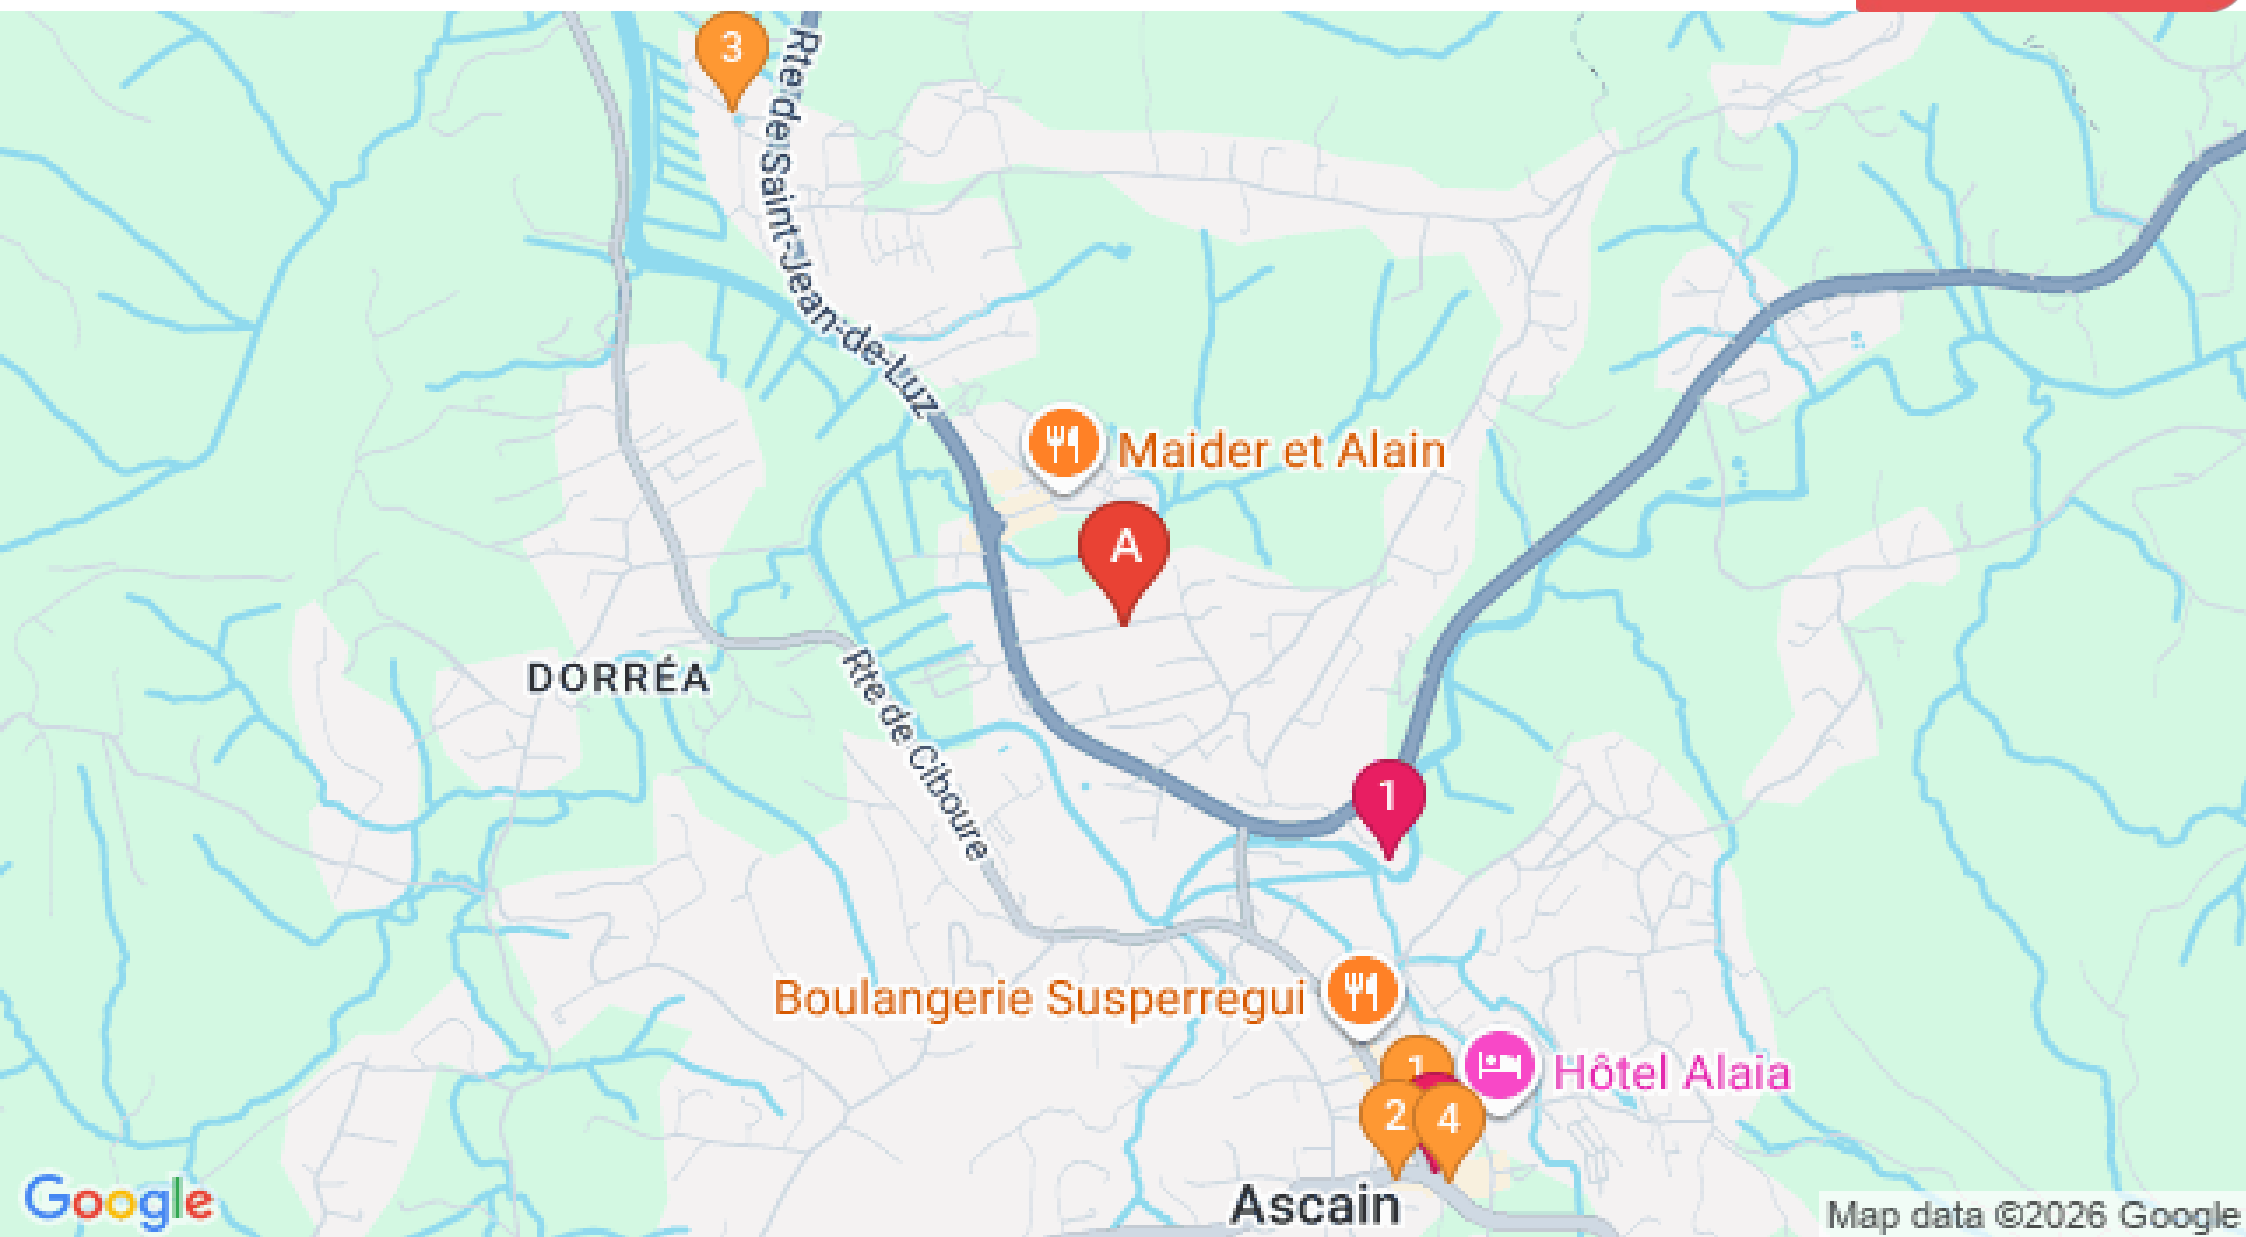 3
Rte de Saint-Jean-de-Luz
Maider et Alain
A
DORRÉA
Rte de Ciboure
1
Boulangerie Susperregui
1
Hôtel Alaia
2
4
Ascain
Google
Map data ©2026 Google